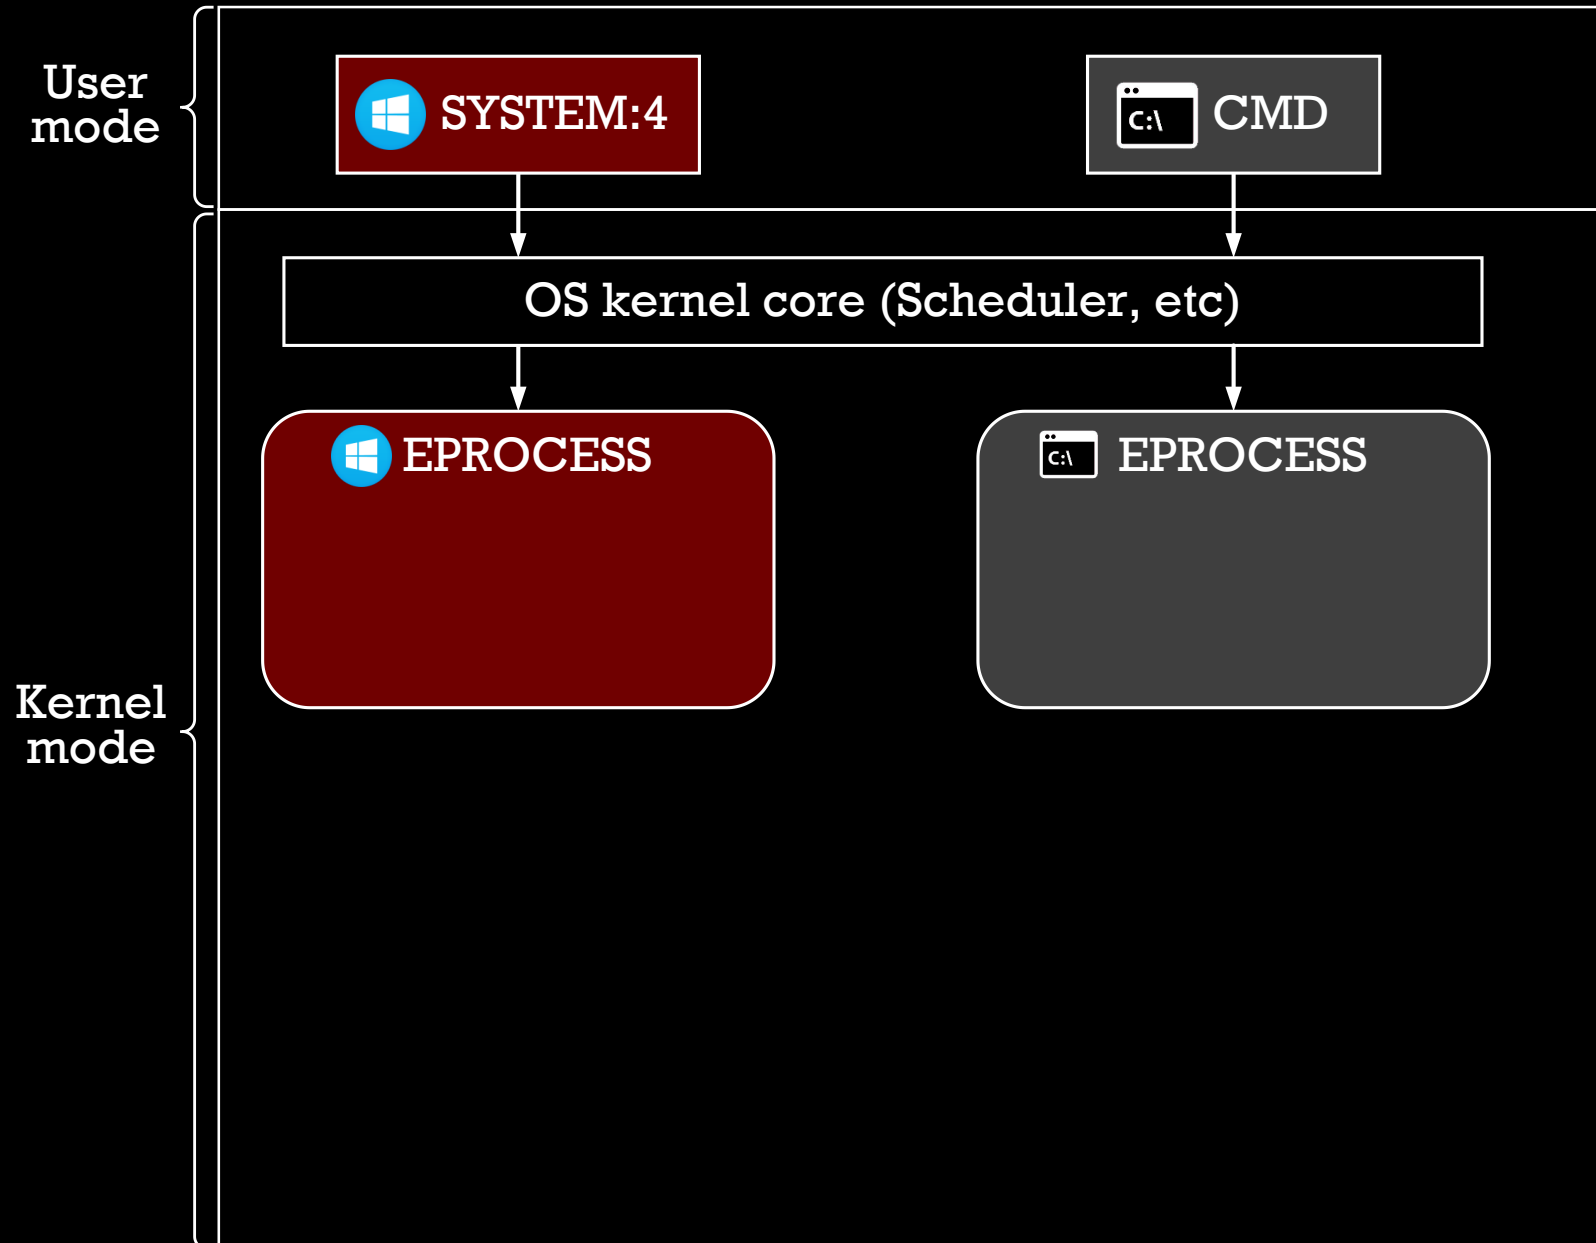 User
mode
SYSTEM:4
C:\ CMD
OS kernel core (Scheduler, etc)
EPROCESS
C:\ EPROCESS
Kernel
mode